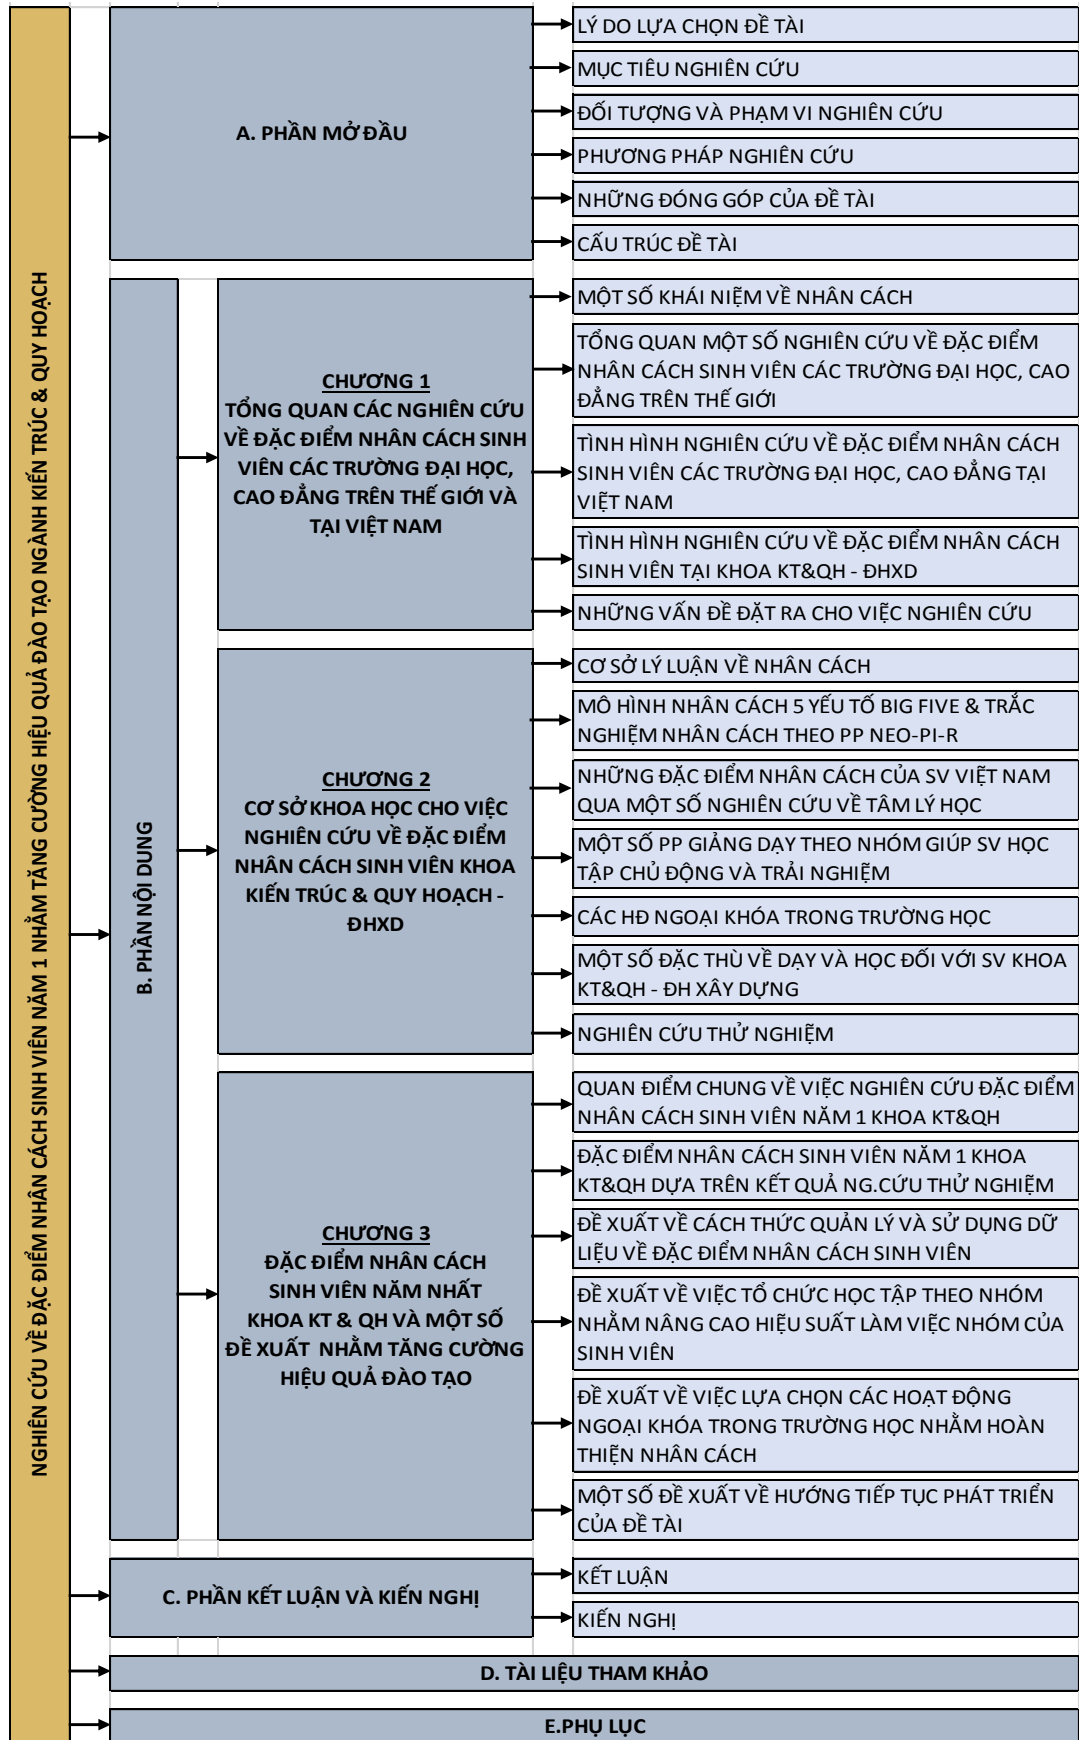 NGHIÊN CỨU VỀ ĐẶC ĐIỂM NHÂN CÁCH SINH VIÊN NĂM 1 NHẰM TĂNG CƯỜNG HIỆU QUẢ ĐÀO TẠO NGÀNH KIẾN TRÚC & QUY HOẠCH
A. PHẦN MỞ ĐẦU
LÝ DO LỰA CHỌN ĐỀ TÀI
MỤC TIÊU NGHIÊN CỨU
ĐỐI TƯỢNG VÀ PHẠM VI NGHIÊN CỨU
PHƯƠNG PHÁP NGHIÊN CỨU
NHỮNG ĐÓNG GÓP CỦA ĐỀ TÀI
CẤU TRÚC ĐỀ TÀI
B. PHẦN NỘI DUNG
CHƯƠNG 1
TỔNG QUAN CÁC NGHIÊN CỨU
VỀ ĐẶC ĐIỂM NHÂN CÁCH SINH
VIÊN CÁC TRƯỜNG ĐẠI HỌC,
CAO ĐẲNG TRÊN THẾ GIỚI VÀ
TẠI VIỆT NAM
MỘT SỐ KHÁI NIỆM VỀ NHÂN CÁCH
TỔNG QUAN MỘT SỐ NGHIÊN CỨU VỀ ĐẶC ĐIỂM
NHÂN CÁCH SINH VIÊN CÁC TRƯỜNG ĐẠI HỌC, CAO
ĐẲNG TRÊN THẾ GIỚI
TÌNH HÌNH NGHIÊN CỨU VỀ ĐẶC ĐIỂM NHÂN CÁCH
SINH VIÊN CÁC TRƯỜNG ĐẠI HỌC, CAO ĐẲNG TẠI
VIỆT NAM
TÌNH HÌNH NGHIÊN CỨU VỀ ĐẶC ĐIỂM NHÂN CÁCH
SINH VIÊN TẠI KHOA KT&QH - ĐHXD
NHỮNG VẤN ĐỀ ĐẶT RA CHO VIỆC NGHIÊN CỨU
CHƯƠNG 2
CƠ SỞ KHOA HỌC CHO VIỆC
NGHIÊN CỨU VỀ ĐẶC ĐIỂM
NHÂN CÁCH SINH VIÊN KHOA
KIẾN TRÚC & QUY HOẠCH -
ĐHXD
CƠ SỞ LÝ LUẬN VỀ NHÂN CÁCH
MÔ HÌNH NHÂN CÁCH 5 YẾU TỐ BIG FIVE & TRẮC
NGHIỆM NHÂN CÁCH THEO PP NEO-PI-R
NHỮNG ĐẶC ĐIỂM NHÂN CÁCH CỦA SV VIỆT NAM
QUA MỘT SỐ NGHIÊN CỨU VỀ TÂM LÝ HỌC
MỘT SỐ PP GIẢNG DẠY THEO NHÓM GIÚP SV HỌC
TẬP CHỦ ĐỘNG VÀ TRẢI NGHIỆM
CÁC HĐ NGOẠI KHÓA TRONG TRƯỜNG HỌC
MỘT SỐ ĐẶC THÙ VỀ DẠY VÀ HỌC ĐỐI VỚI SV KHOA
KT&QH - ĐH XÂY DỰNG
NGHIÊN CỨU THỬ NGHIỆM
CHƯƠNG 3
ĐẶC ĐIỂM NHÂN CÁCH
SINH VIÊN NĂM NHẤT
KHOA KT & QH VÀ MỘT SỐ
ĐỀ XUẤT NHẰM TĂNG CƯỜNG
HIỆU QUẢ ĐÀO TẠO
QUAN ĐIỂM CHUNG VỀ VIỆC NGHIÊN CỨU ĐẶC ĐIỂM
NHÂN CÁCH SINH VIÊN NĂM 1 KHOA KT&QH
ĐẶC ĐIỂM NHÂN CÁCH SINH VIÊN NĂM 1 KHOA
KT&QH DỰA TRÊN KẾT QUẢ NG.CỨU THỬ NGHIỆM
ĐỀ XUẤT VỀ CÁCH THỨC QUẢN LÝ VÀ SỬ DỤNG DỮ
LIỆU VỀ ĐẶC ĐIỂM NHÂN CÁCH SINH VIÊN
ĐỀ XUẤT VỀ VIỆC TỔ CHỨC HỌC TẬP THEO NHÓM
NHẰM NÂNG CAO HIỆU SUẤT LÀM VIỆC NHÓM CỦA
SINH VIÊN
ĐỀ XUẤT VỀ VIỆC LỰA CHỌN CÁC HOẠT ĐỘNG
NGOẠI KHÓA TRONG TRƯỜNG HỌC NHẰM HOÀN
THIỆN NHÂN CÁCH
MỘT SỐ ĐỀ XUẤT VỀ HƯỚNG TIẾP TỤC PHÁT TRIỂN
CỦA ĐỀ TÀI
C. PHẦN KẾT LUẬN VÀ KIẾN NGHỊ
KẾT LUẬN
KIẾN NGHỊ
D. TÀI LIỆU THAM KHẢO
E.PHỤ LỤC